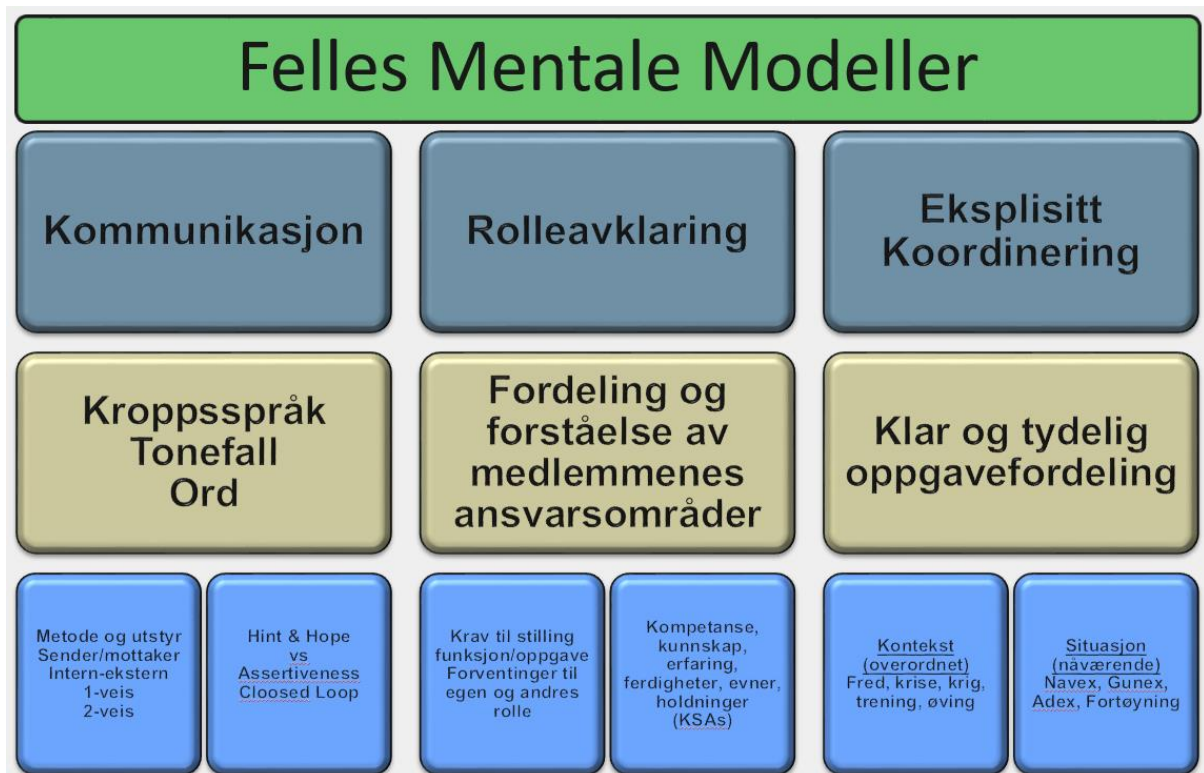 Felles Mentale Modeller
Kommunikasjon
Rolleavklaring
Eksplisitt
Koordinering
Kroppsspråk
Tonefall
Ord
Fordeling og
forståelse av
medlemmenes
ansvarsområder
Klar og tydelig
oppgavefordeling
Metode og utstyr
Sender/mottaker
Intern-ekstern
1-veis
2-veis
Hint & Hope
vs
Assertiveness
Cloosed Loop
Krav til stilling
funksjon/oppgave
Forventinger til
egen og andres
rolle
Kompetanse,
kunnskap,
erfaring,
ferdigheter, evner,
holdninger
(KSAs)
Kontekst
(overordnet)
Fred, krise, krig,
trening, øving
Situasjon
(nåværende)
Navex, Gunex,
Adex, Fortøyning